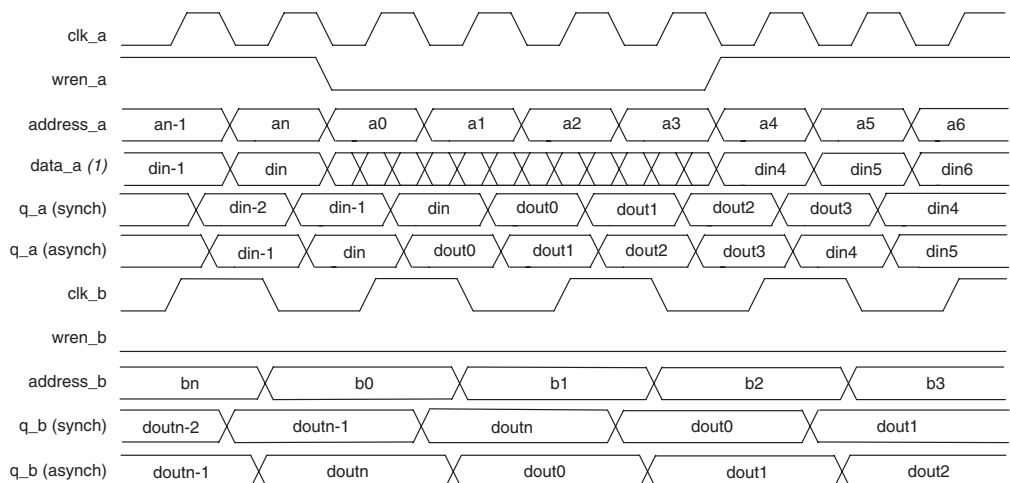 clk_a
wren_a
address_a an-1 an a0 a1 a2 a3 a4 a5 a6
data_a (1) din-1 din din4 din5 din6
q_a (synch) din-2 din-1 din dout0 dout1 dout2 dout3 din4
q_a (asynch) din-1 din dout0 dout1 dout2 dout3 din4 din5
clk_b
wren_b
address_b bn b0 b1 b2 b3
q_b (synch) doutn-2 doutn-1 doutn dout0 dout1
q_b (asynch) doutn-1 doutn dout0 dout1 dout2